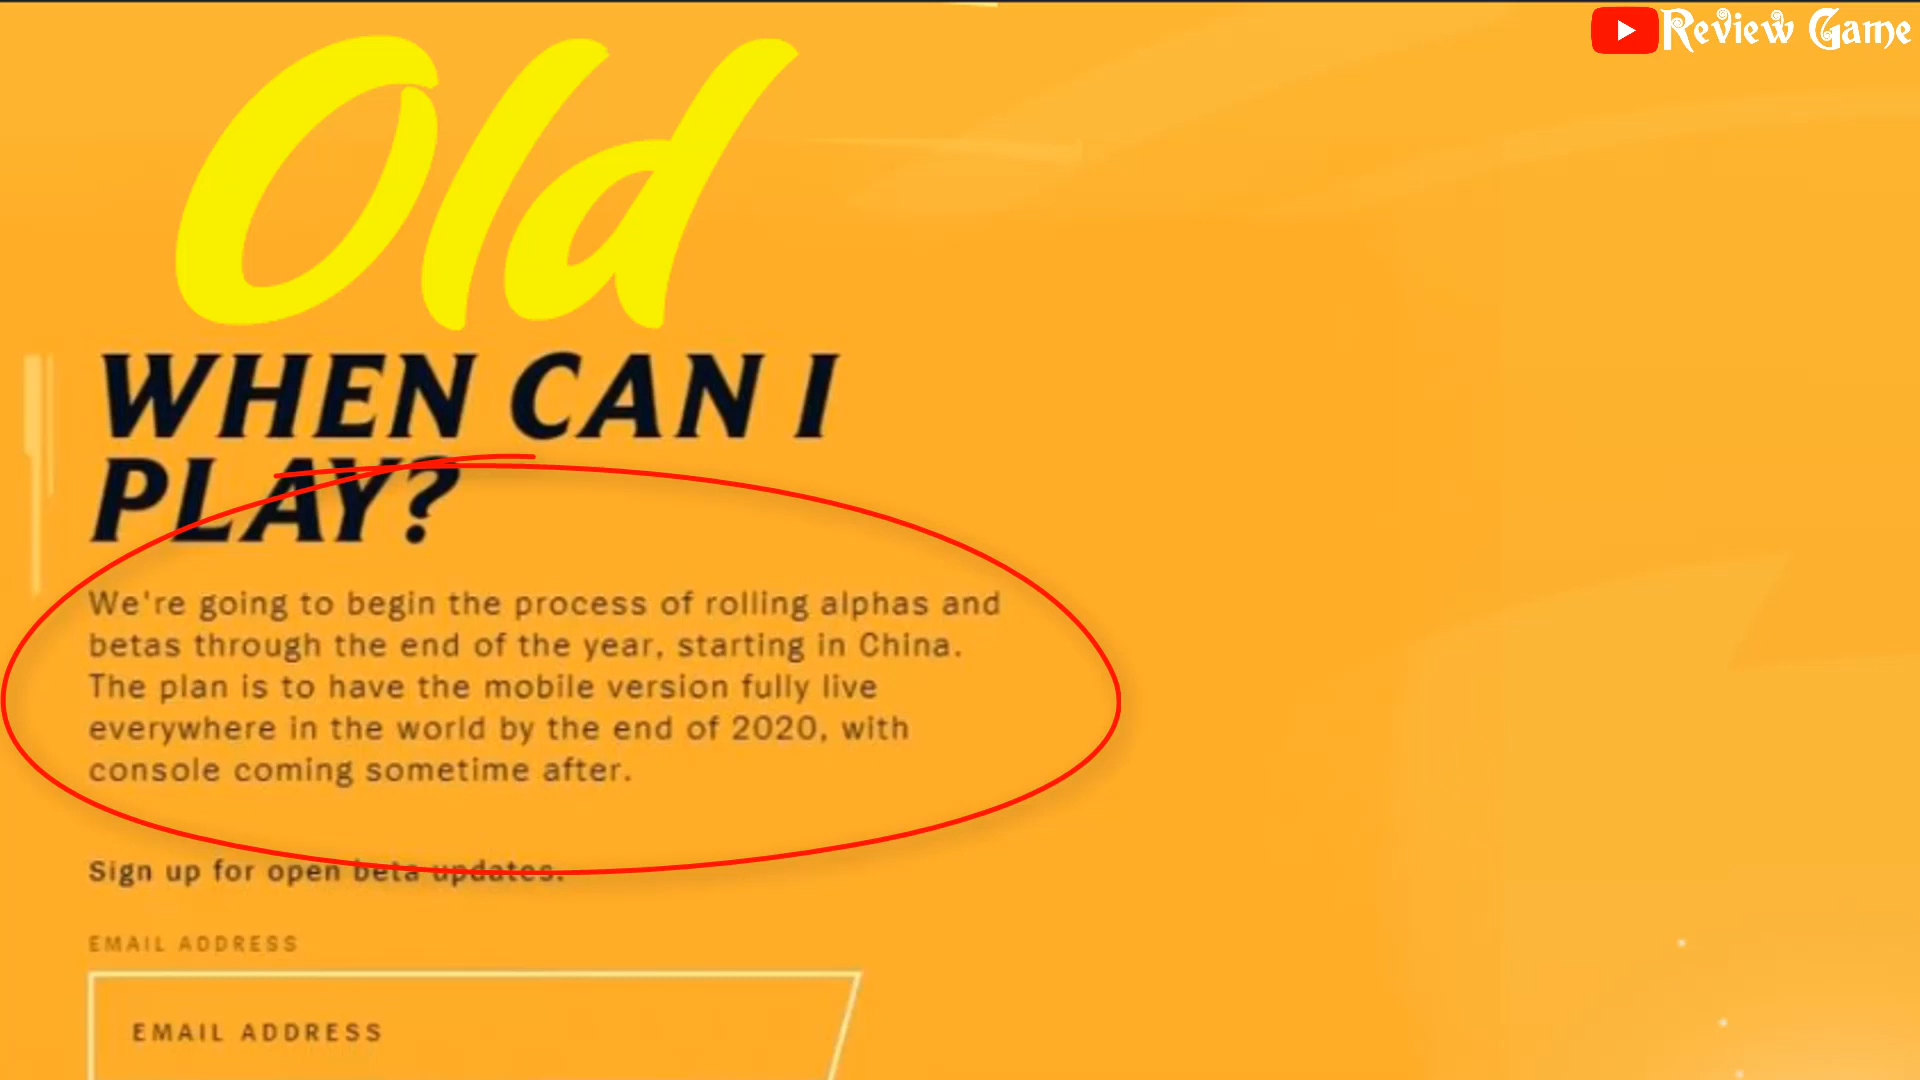 Review Game
Old
WHEN CAN I
PLAY?
We're going to begin the process of rolling alphas and
betas through the end of the year, starting in China.
The plan is to have the mobile version fully live
everywhere in the world by the end of 2020, with
console coming sometime after.
Sign up for open beta updates.
EMAIL ADDRESS
EMAIL ADDRESS